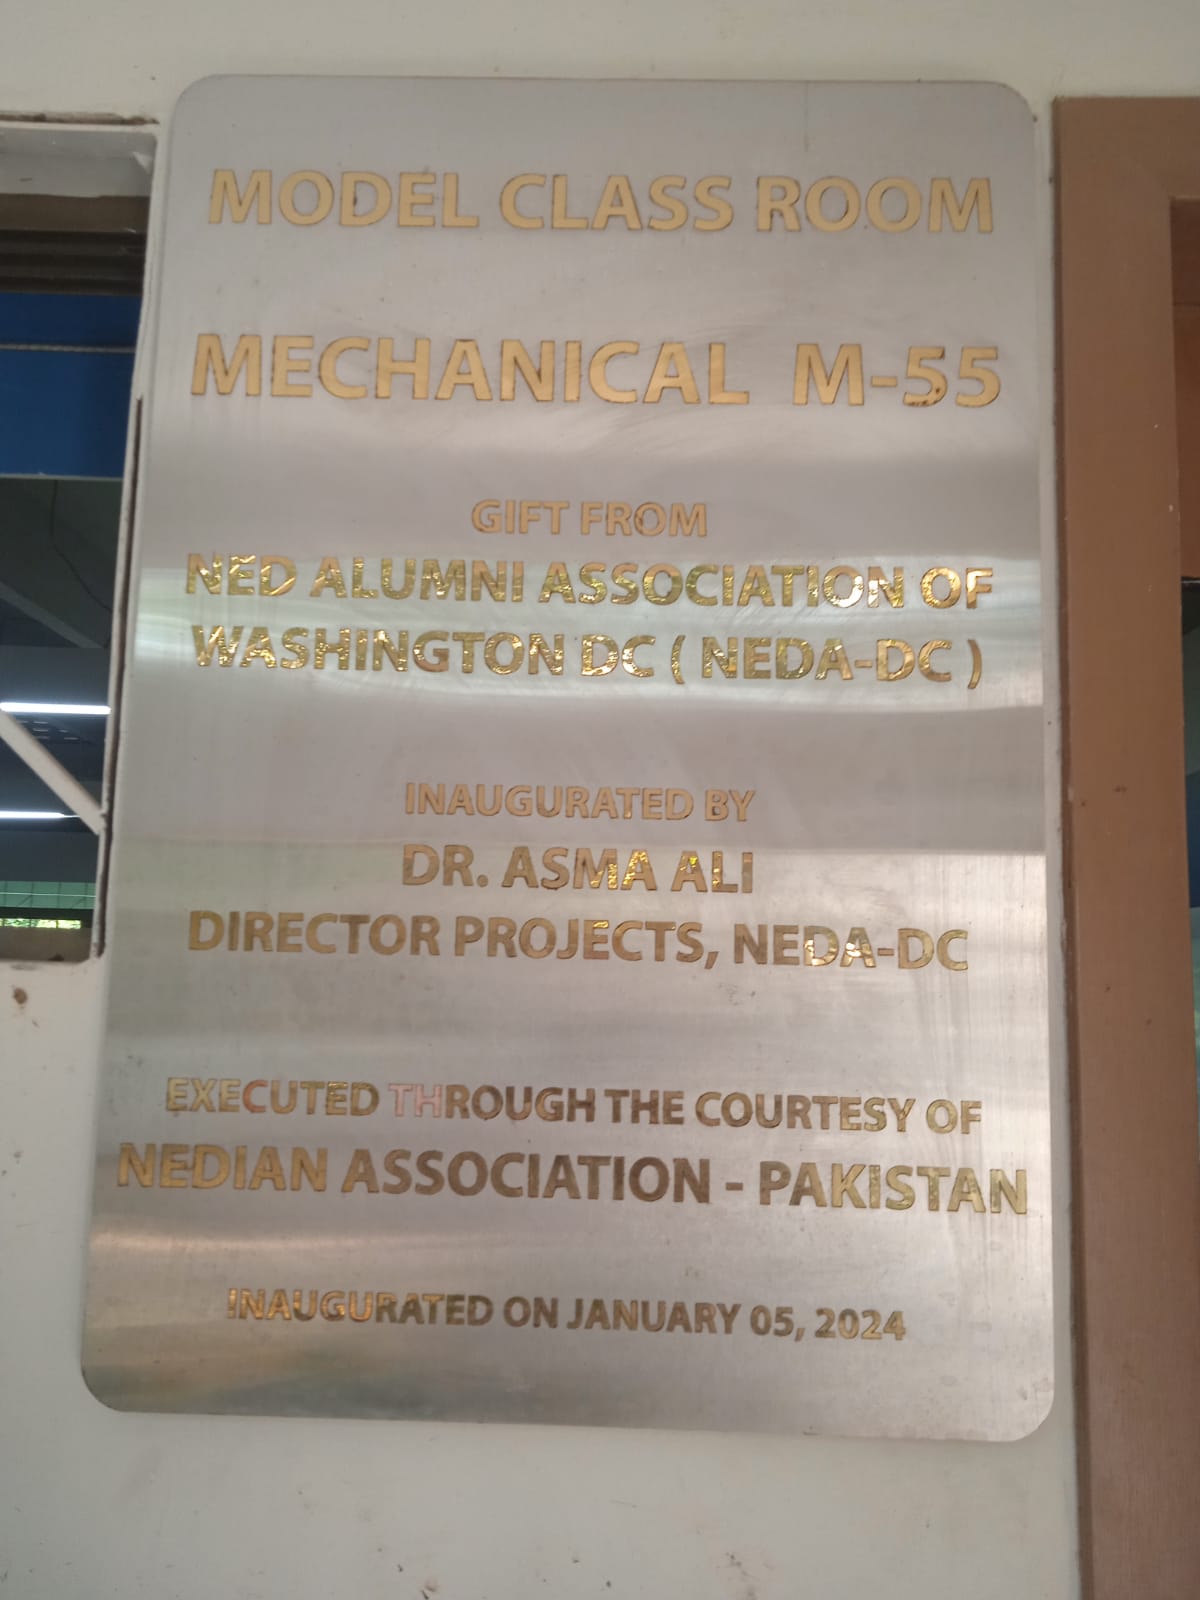 MODEL CLASS ROOM
MECHANICAL M-55
GIFT FROM
NED ALUMNI ASSOCIATION OF
WASHINGTON DC ( NEDA-DC )
INAUGURATED BY
DR. ASMA ALI
DIRECTOR PROJECTS, NEDA-DC
EXECUTED THROUGH THE COURTESY OF
NEDIAN ASSOCIATION - PAKISTAN
INAUGURATED ON JANUARY 05, 2024